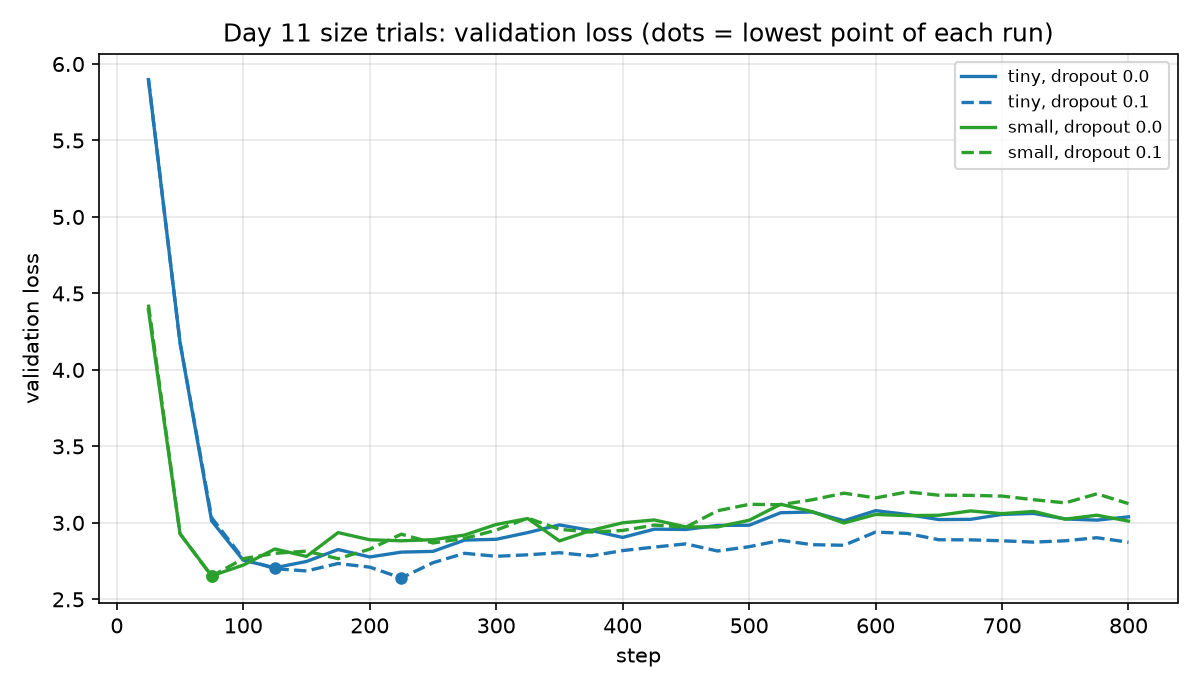 Day 11 size trials: validation loss (dots = lowest point of each run)
tiny, dropout 0.0
tiny, dropout 0.1
small, dropout 0.0
small, dropout 0.1
validation loss
6.0
5.5
5.0
4.5
4.0
3.5
3.0
2.5
0 100 200 300 400 500 600 700 800
step